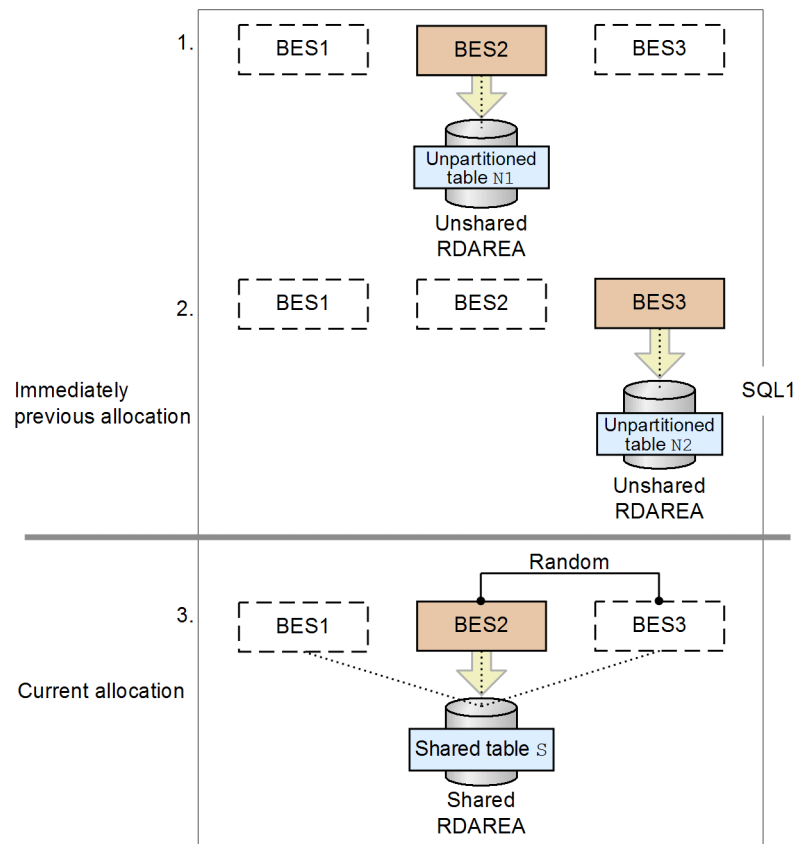 1.
BES1
BES2
BES3
Unpartitioned
table N1
Unshared
RDAREA
2.
BES1
BES2
BES3
Immediately
previous allocation
SQL1
Unpartitioned
table N2
Unshared
RDAREA
Random
3.
BES1
BES2
BES3
Current allocation
Shared table S
Shared
RDAREA